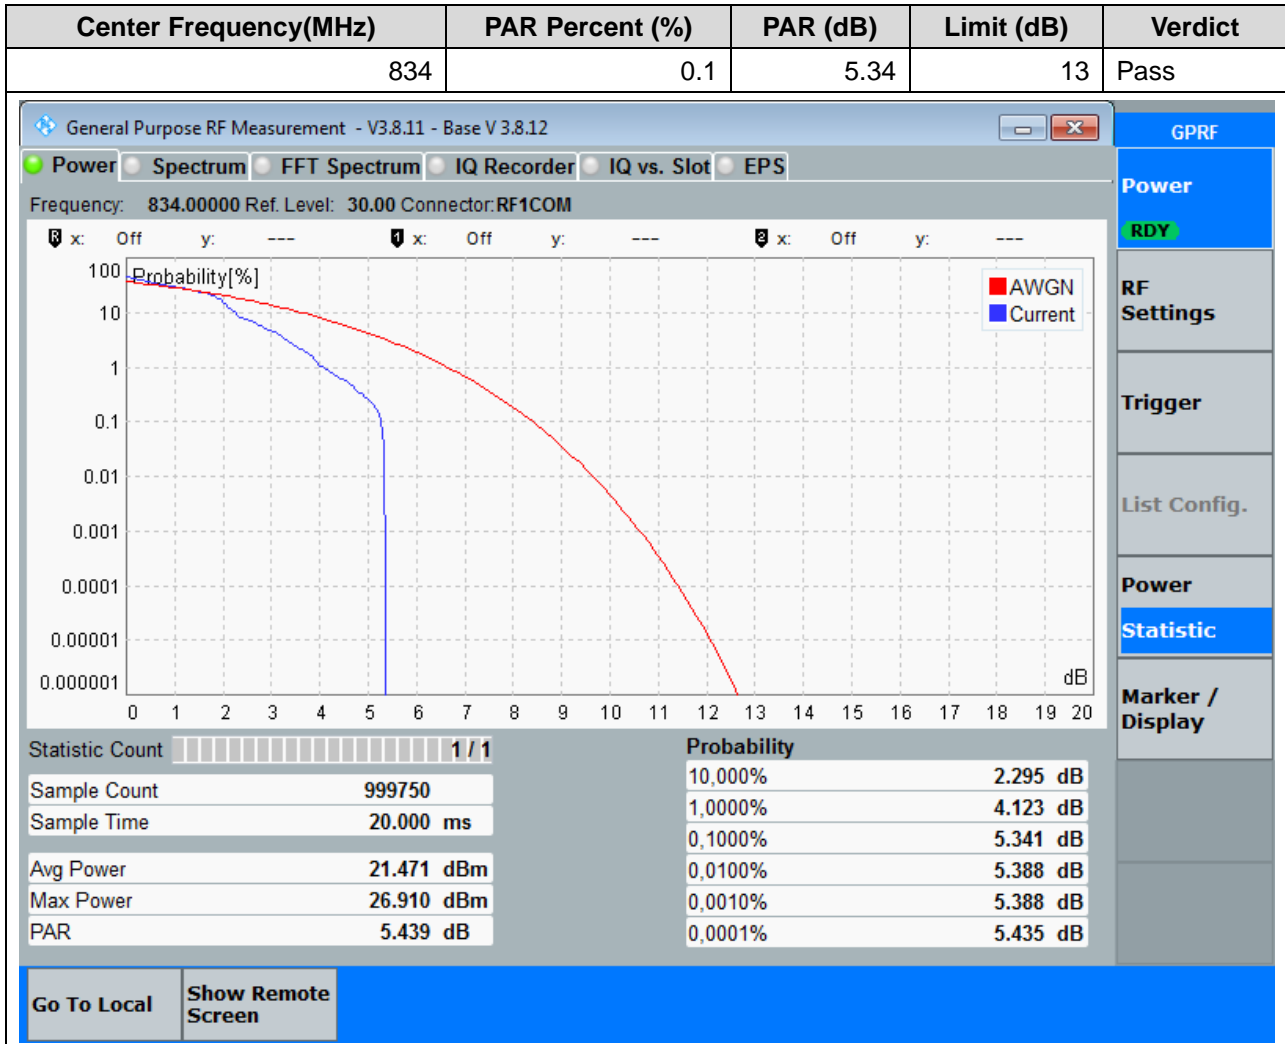 Center Frequency(MHz) PAR Percent (%) PAR (dB) Limit (dB) Verdict
834 0.1 5.34 13 Pass
General Purpose RF Measurement - V3.8.11 - Base V 3.8.12
GPRF
Power Spectrum FFT Spectrum IQ Recorder IQ vs. Slot EPS
Frequency: 834.00000 Ref. Level: 30.00 Connector:RF1COM
R x: Off y: --- 1 x: Off y: --- 2 x: Off y: ---
Probability[%]
AWGN
Current
100
10
1
0.1
0.01
0.001
0.0001
0.00001
0.000001
dB
0 1 2 3 4 5 6 7 8 9 10 11 12 13 14 15 16 17 18 19 20
Statistic Count 1 / 1
Sample Count 999750
Sample Time 20.000 ms
Avg Power 21.471 dBm
Max Power 26.910 dBm
PAR 5.439 dB
Probability
10,000% 2.295 dB
1,0000% 4.123 dB
0,1000% 5.341 dB
0,0100% 5.388 dB
0,0010% 5.388 dB
0,0001% 5.435 dB
Power
RDY
RF
Settings
Trigger
List Config.
Power
Statistic
Marker /
Display
Go To Local
Show Remote
Screen